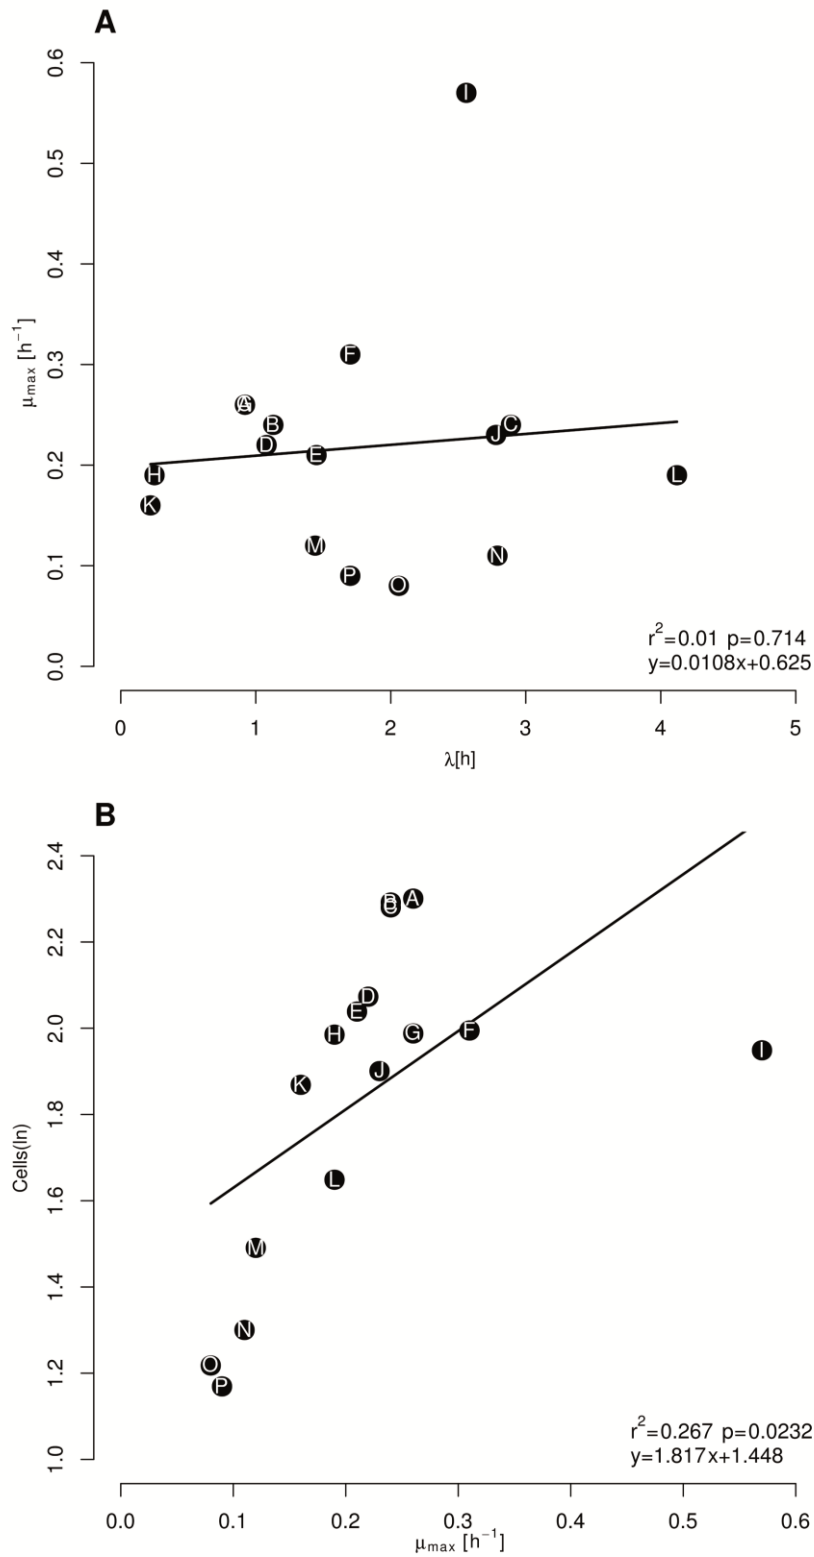 A
0.6
0.5
0.4
0.3
0.2
0.1
0.0
μmax [h⁻¹]
I
F
G
B
D
E
J
C
H
K
L
M
P
O
N
r²=0.01 p=0.714
y=0.0108x+0.625
0 1 2 3 4 5
λ[h]
B
2.4
2.2
2.0
1.8
1.6
1.4
1.2
1.0
Cells(ln)
B
A
C
D
E
H
G
F
I
J
K
L
M
N
O
P
r²=0.267 p=0.0232
y=1.817x+1.448
0.0 0.1 0.2 0.3 0.4 0.5 0.6
μmax [h⁻¹]